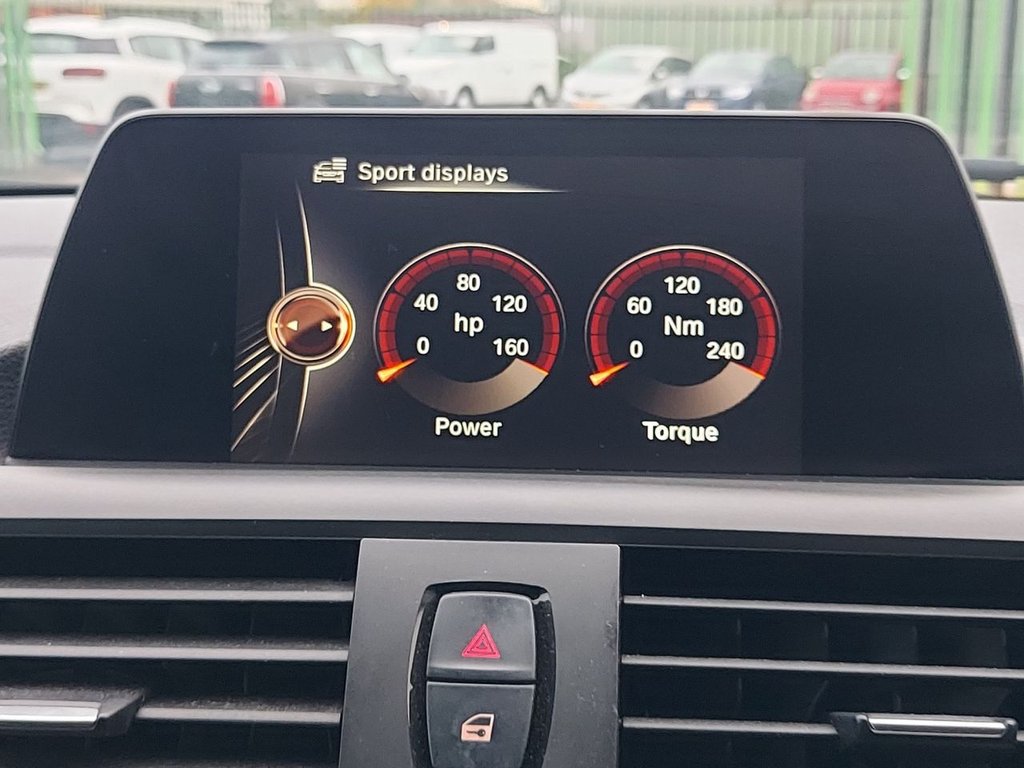 Sport displays
80
40 120
hp
0 160
Power
120
60 180
Nm
0 240
Torque